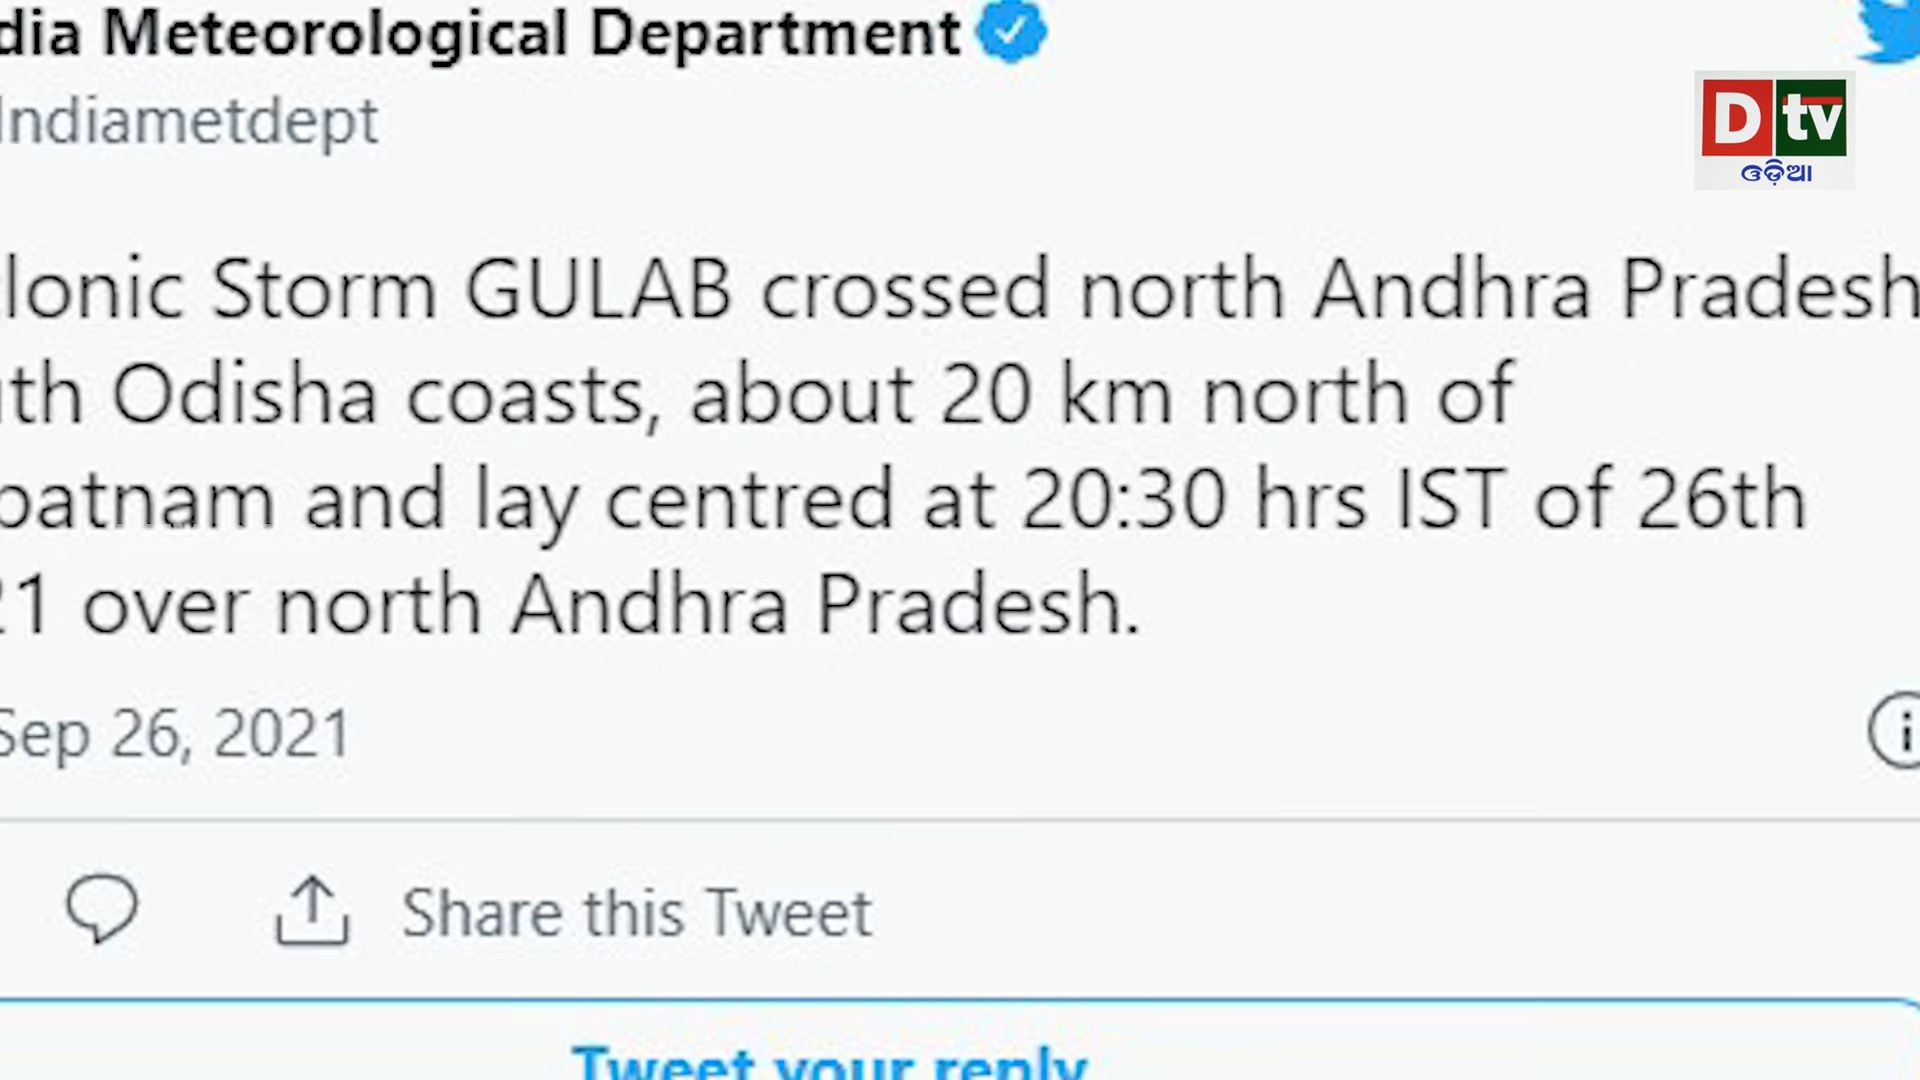 dia Meteorological Department
Indiametdept
D tv
ଓଡ଼ିଆ
lonic Storm GULAB crossed north Andhra Pradesh
th Odisha coasts, about 20 km north of
patnam and lay centred at 20:30 hrs IST of 26th
21 over north Andhra Pradesh.
Sep 26, 2021
Share this Tweet
Tweet your reply